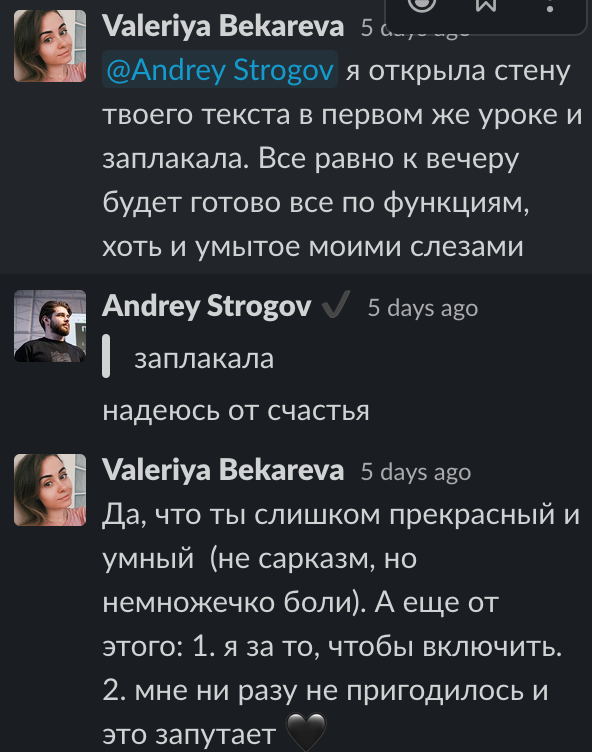 Valeriya Bekareva 5 days ago
@Andrey Strogov я открыла стену
твоего текста в первом же уроке и
заплакала. Все равно к вечеру
будет готово все по функциям,
хоть и умытое моими слезами
Andrey Strogov 5 days ago
заплакала
надеюсь от счастья
Valeriya Bekareva 5 days ago
Да, что ты слишком прекрасный и
умный (не сарказм, но
немножечко боли). А еще от
этого: 1. я за то, чтобы включить.
2. мне ни разу не пригодилось и
это запутает 🖤